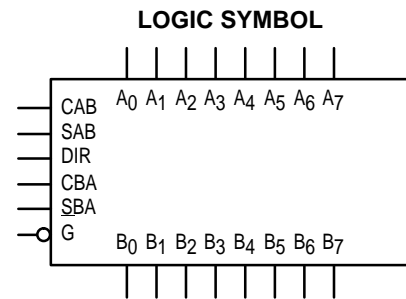 LOGIC SYMBOL
A0 A1 A2 A3 A4 A5 A6 A7
CAB
SAB
DIR
CBA
SBA
G̅
B0 B1 B2 B3 B4 B5 B6 B7